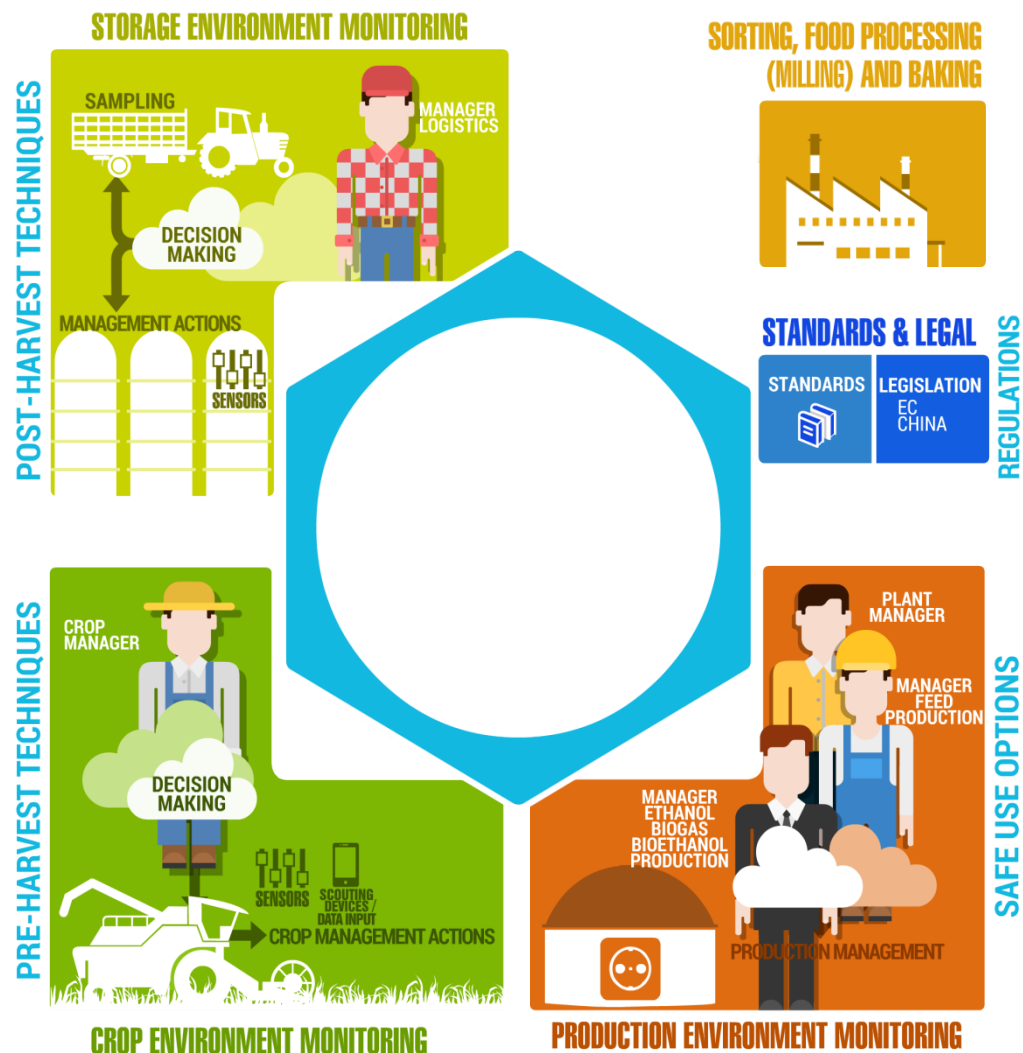 STORAGE ENVIRONMENT MONITORING
POST-HARVEST TECHNIQUES
SAMPLING
MANAGER
LOGISTICS
DECISION
MAKING
MANAGEMENT ACTIONS
SENSORS
SORTING, FOOD PROCESSING
(MILLING) AND BAKING
STANDARDS & LEGAL
STANDARDS
LEGISLATION
EC
CHINA
REGULATIONS
PRE-HARVEST TECHNIQUES
CROP
MANAGER
DECISION
MAKING
SENSORS
SCOUTING
DEVICES /
DATA INPUT
CROP MANAGEMENT ACTIONS
CROP ENVIRONMENT MONITORING
PLANT
MANAGER
MANAGER
FEED
PRODUCTION
MANAGER
ETHANOL
BIOGAS
BIOETHANOL
PRODUCTION
PRODUCTION MANAGEMENT
SAFE USE OPTIONS
PRODUCTION ENVIRONMENT MONITORING